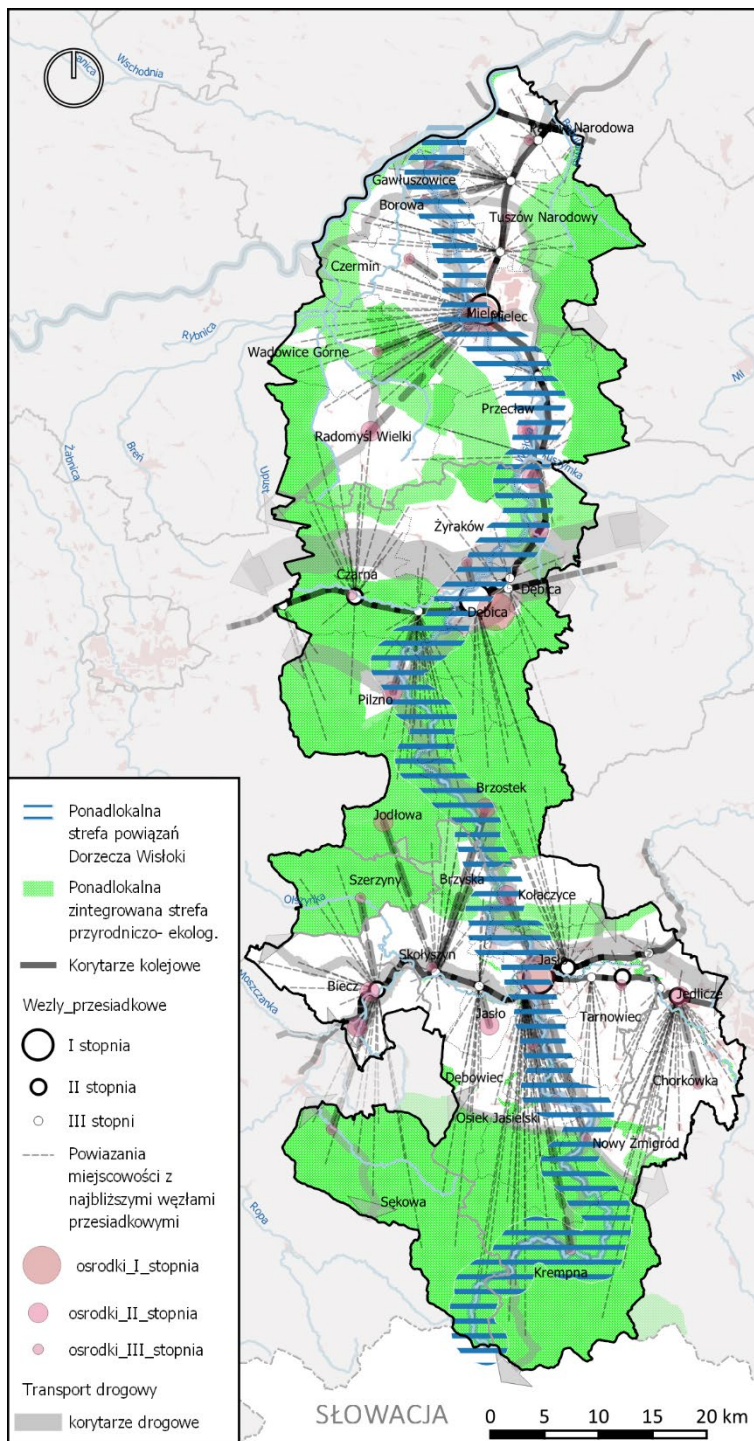 Wschodnia
Narodowa
Gawłuszowice
Borowa
Tuszów Narodowy
Czermin
Rybnica
Mielec
Wadowice Górne
Żabnica
Breń
Upust
Przecław
Radomyśl Wielki
Żyraków
Czarna
Dębica
Dębica
Pilzno
Brzostek
Jodłowa
Szerzyny
Brzyska
Kołaczyce
Olszynka
Moszczanka
Skołyszyn
Jasło
Biecz
Jedlicze
Jasło
Tarnowiec
Dębowiec
Chorkówka
Osiek Jasielski
Nowy Żmigród
Ropa
Sękowa
Krempna
SŁOWACJA
0 5 10 15 20 km
Ponadlokalna
strefa powiązań
Dorzecza Wisłoki
Ponadlokalna
zintegrowana strefa
przyrodniczo- ekolog.
Korytarze kolejowe
Wezly_przesiadkowe
I stopnia
II stopnia
III stopni
Powiazania
miejscowości z
najbliższymi węzłami
przesiadkowymi
osrodki_I_stopnia
osrodki_II_stopnia
osrodki_III_stopnia
Transport drogowy
korytarze drogowe